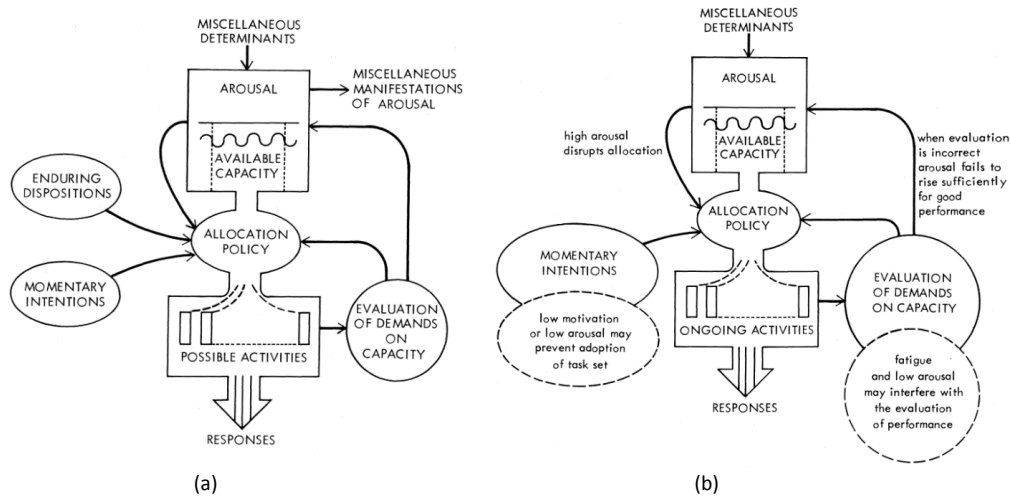 MISCELLANEOUS
DETERMINANTS
AROUSAL
MISCELLANEOUS
MANIFESTATIONS
OF AROUSAL
AVAILABLE
CAPACITY
ENDURING
DISPOSITIONS
ALLOCATION
POLICY
MOMENTARY
INTENTIONS
EVALUATION
OF DEMANDS
ON
CAPACITY
POSSIBLE ACTIVITIES
RESPONSES
(a)
MISCELLANEOUS
DETERMINANTS
AROUSAL
high arousal
disrupts allocation
AVAILABLE
CAPACITY
when evaluation
is incorrect
arousal fails to
rise sufficiently
for good
performance
ALLOCATION
POLICY
MOMENTARY
INTENTIONS
EVALUATION
OF DEMANDS
ON CAPACITY
low motivation
or low arousal may
prevent adoption
of task set
ONGOING ACTIVITIES
fatigue
and low arousal
may interfere with
the evaluation
of performance
RESPONSES
(b)